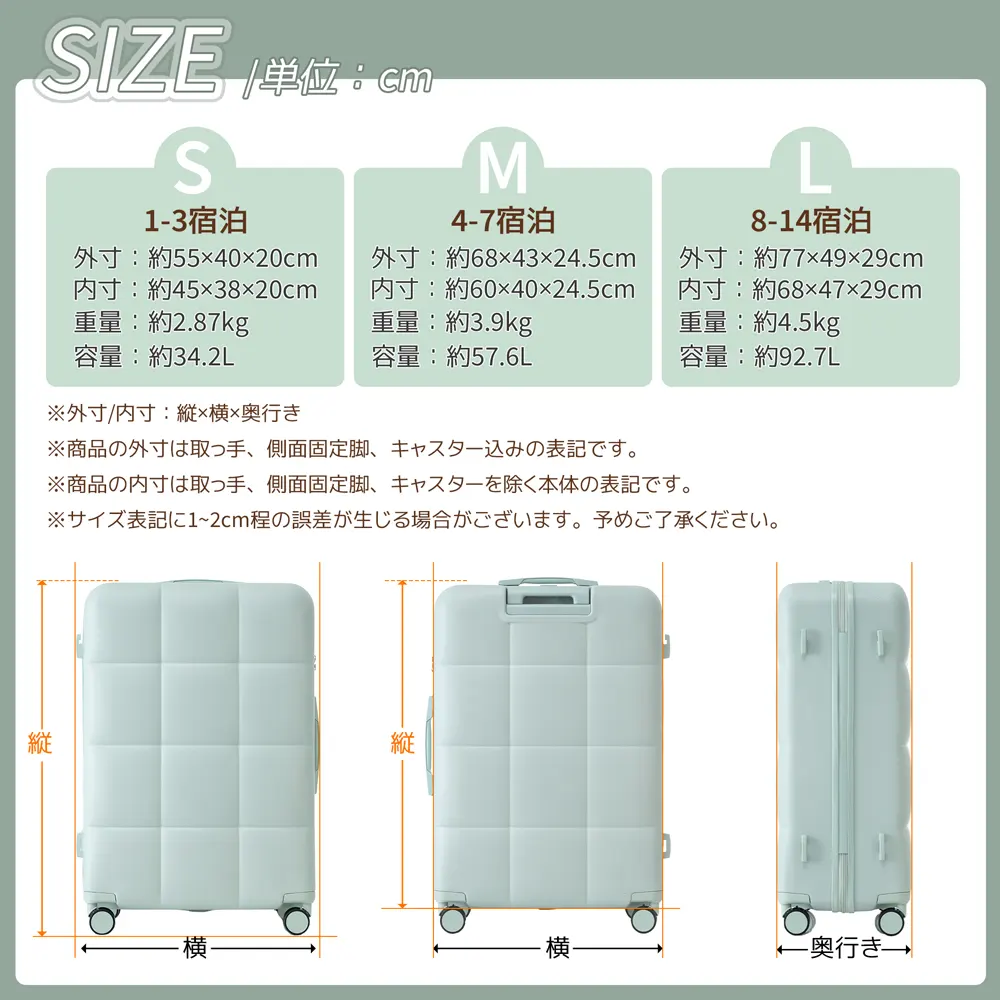 SIZE /単位：cm
S
1-3宿泊
外寸：約55×40×20cm
内寸：約45×38×20cm
重量：約2.87kg
容量：約34.2L
M
4-7宿泊
外寸：約68×43×24.5cm
内寸：約60×40×24.5cm
重量：約3.9kg
容量：約57.6L
L
8-14宿泊
外寸：約77×49×29cm
内寸：約68×47×29cm
重量：約4.5kg
容量：約92.7L
※外寸/内寸：縦×横×奥行き
※商品の外寸は取っ手、側面固定脚、キャスター込みの表記です。
※商品の内寸は取っ手、側面固定脚、キャスターを除く本体の表記です。
※サイズ表記に1~2cm程の誤差が生じる場合がございます。予めご了承ください。
縦
縦
横
横
奥行き